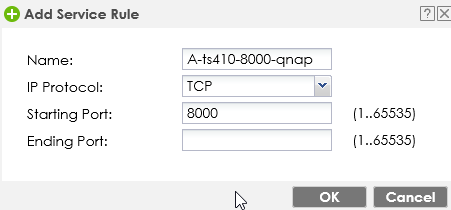 Add Service Rule
Name: A-ts410-8000-qnap
IP Protocol: TCP
Starting Port: 8000 (1..65535)
Ending Port: (1..65535)
OK Cancel